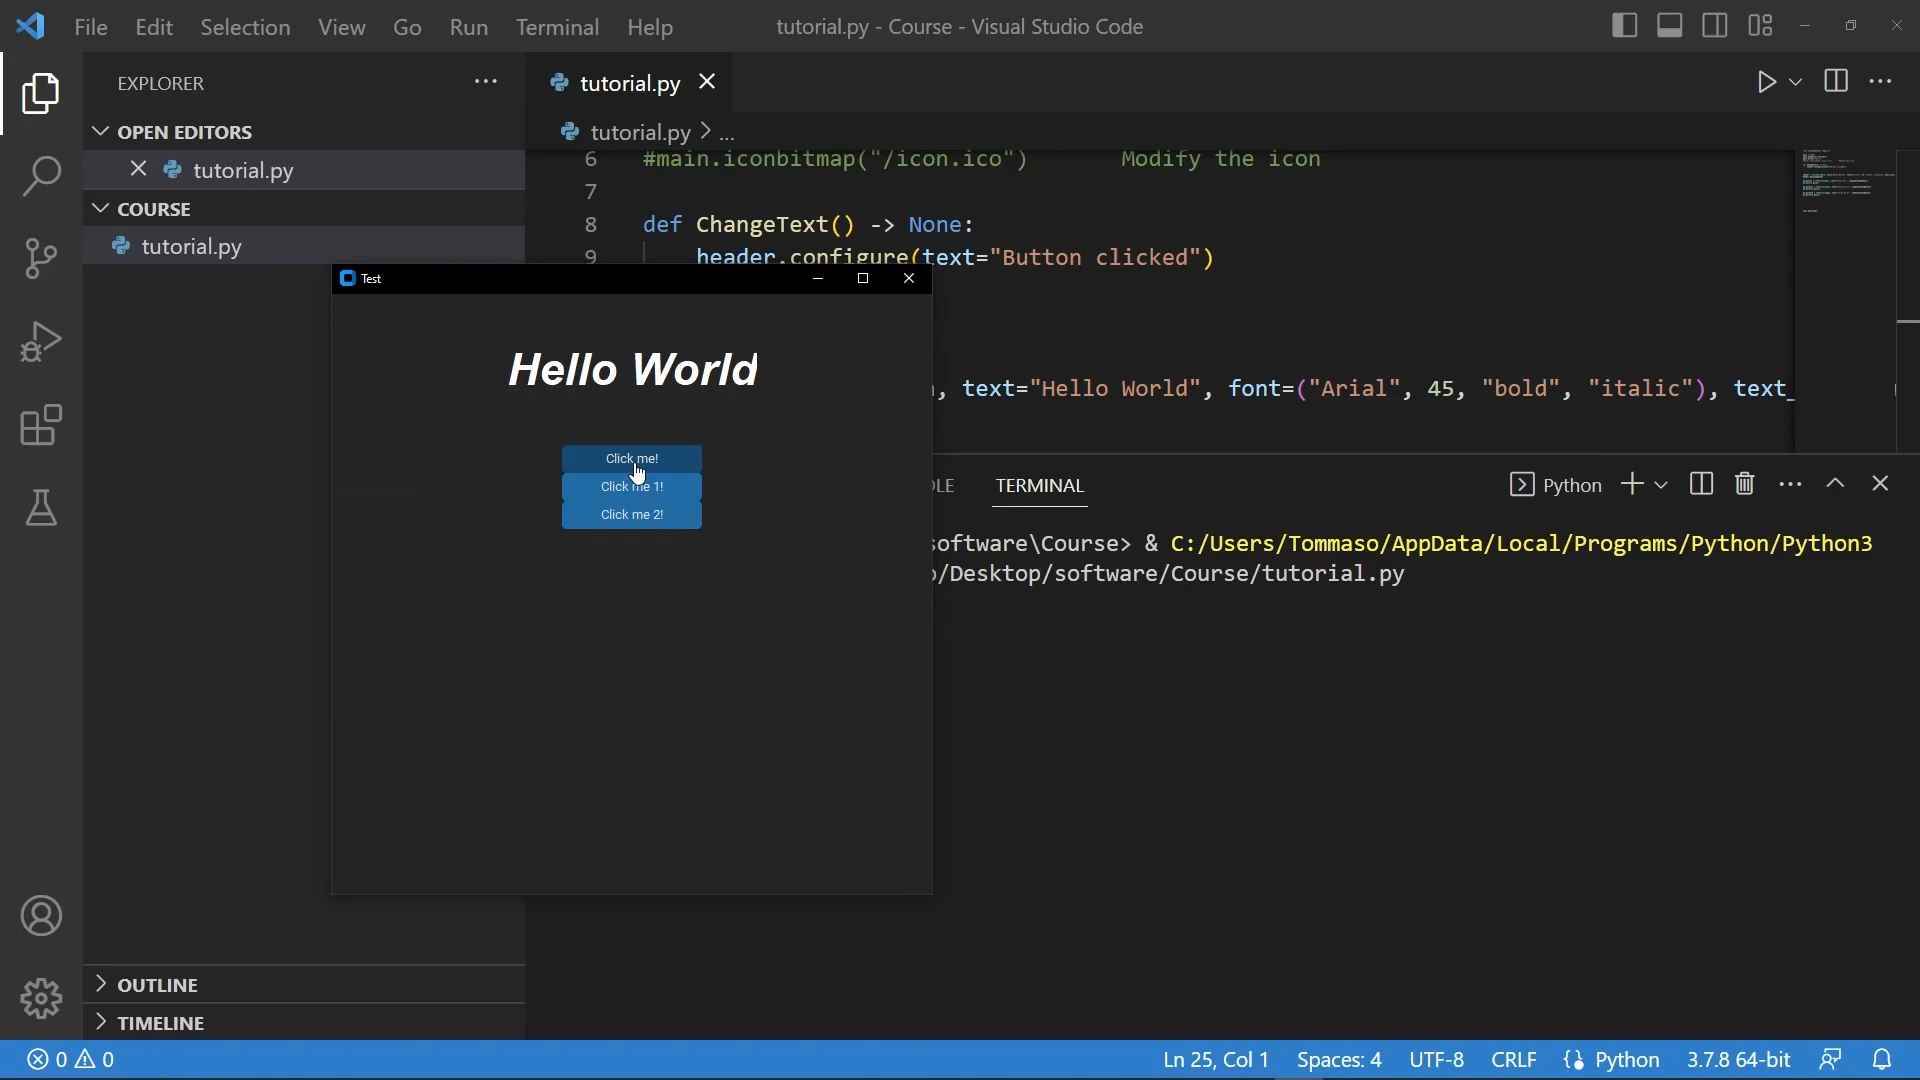 File Edit Selection View Go Run Terminal Help
tutorial.py - Course - Visual Studio Code
EXPLORER
OPEN EDITORS
tutorial.py
COURSE
tutorial.py
tutorial.py
tutorial.py > ...
6 #main.iconbitmap("/icon.ico") Modify the icon
7
8 def ChangeText() -> None:
9 header.configure(text="Button clicked")
, text="Hello World", font=("Arial", 45, "bold", "italic"), text_
Test
Hello World
Click me!
Click me 1!
Click me 2!
TERMINAL
Python
software\Course> & C:/Users/Tommaso/AppData/Local/Programs/Python/Python3
/Desktop/software/Course/tutorial.py
OUTLINE
TIMELINE
0 0
Ln 25, Col 1 Spaces: 4 UTF-8 CRLF Python 3.7.8 64-bit